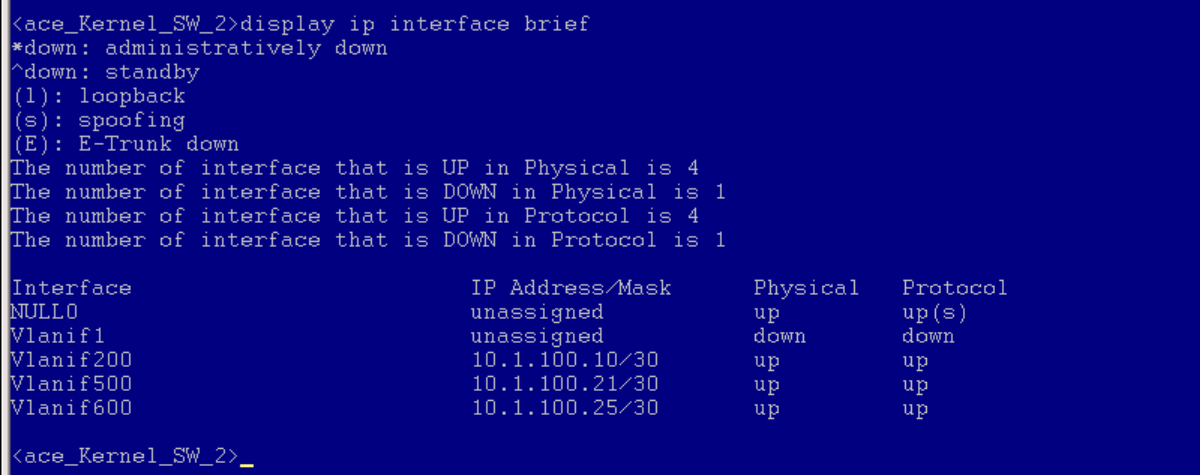 <ace_Kernel_SW_2>display ip interface brief
*down: administratively down
^down: standby
(l): loopback
(s): spoofing
(E): E-Trunk down
The number of interface that is UP in Physical is 4
The number of interface that is DOWN in Physical is 1
The number of interface that is UP in Protocol is 4
The number of interface that is DOWN in Protocol is 1
Interface IP Address/Mask Physical Protocol
NULL0 unassigned up up(s)
Vlanif1 unassigned down down
Vlanif200 10.1.100.10/30 up up
Vlanif500 10.1.100.21/30 up up
Vlanif600 10.1.100.25/30 up up
<ace_Kernel_SW_2>